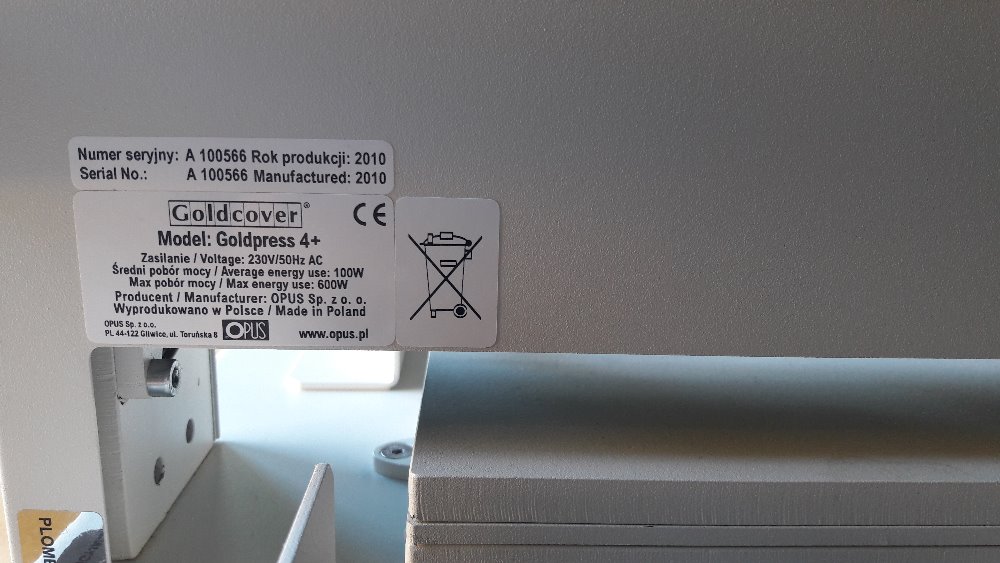 Numer seryjny: A 100566 Rok produkcji: 2010
Serial No.: A 100566 Manufactured: 2010
Goldcover®
CE
Model: Goldpress 4+
Zasilanie / Voltage: 230V/50Hz AC
Średni pobór mocy / Average energy use: 100W
Max pobór mocy / Max energy use: 600W
Producent / Manufacturer: OPUS Sp. z o. o.
Wyprodukowano w Polsce / Made in Poland
OPUS Sp. z o.o.
PL 44-122 Gliwice, ul. Toruńska 8
OPUS
www.opus.pl